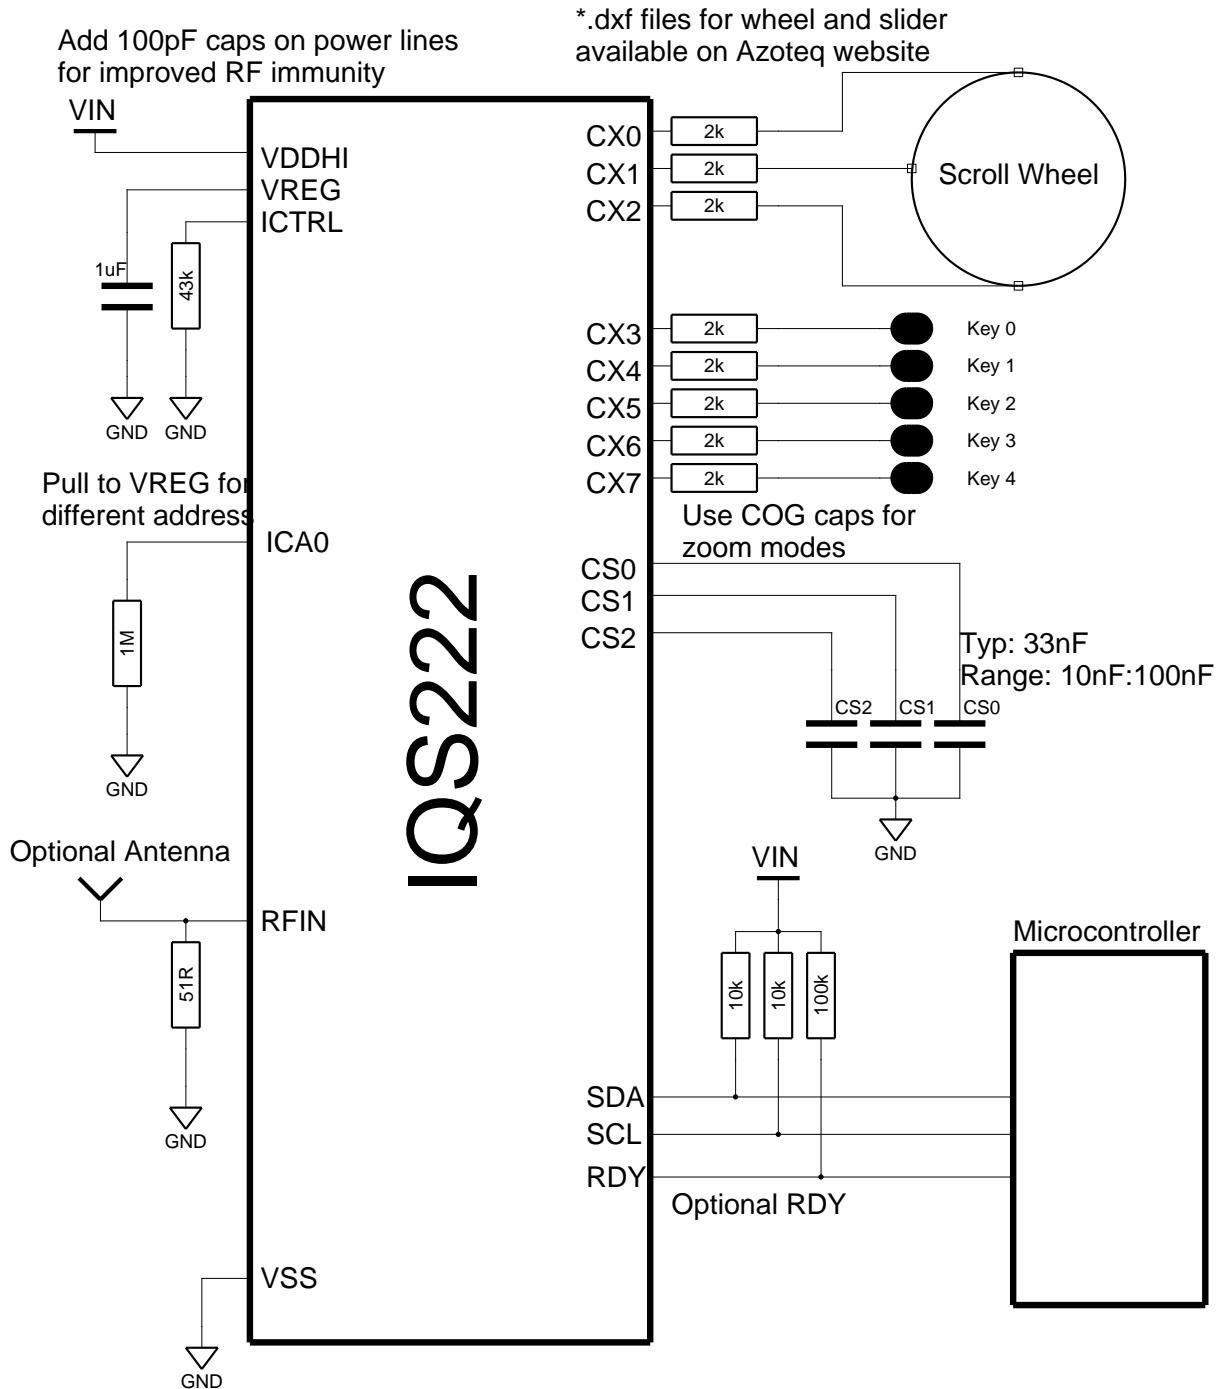 *.dxf files for wheel and slider
available on Azoteq website
Add 100pF caps on power lines
for improved RF immunity
VIN
VDDHI
VREG
ICTRL
1uF
43k
GND
GND
Pull to VREG for
different address
ICA0
1M
GND
Optional Antenna
RFIN
51R
GND
VSS
GND
IQS222
CX0
2k
CX1
2k
CX2
2k
Scroll Wheel
CX3
2k
Key 0
CX4
2k
Key 1
CX5
2k
Key 2
CX6
2k
Key 3
CX7
2k
Key 4
Use COG caps for
zoom modes
CS0
CS1
CS2
Typ: 33nF
Range: 10nF:100nF
CS2
CS1
CS0
GND
VIN
10k
10k
100k
Microcontroller
SDA
SCL
RDY
Optional RDY